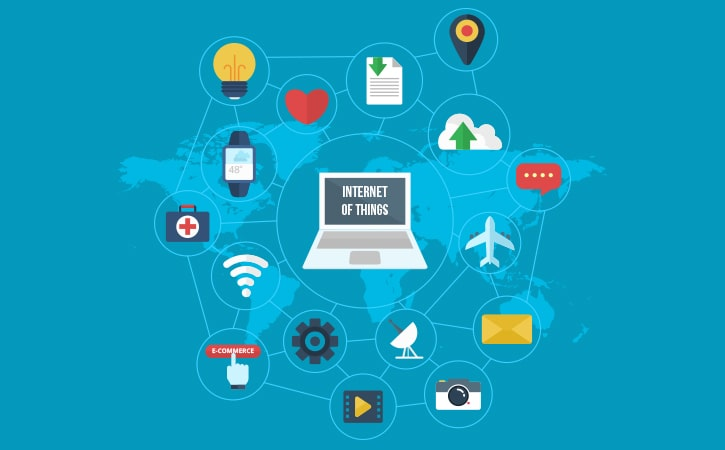 INTERNET
OF THINGS
48°
E-COMMERCE